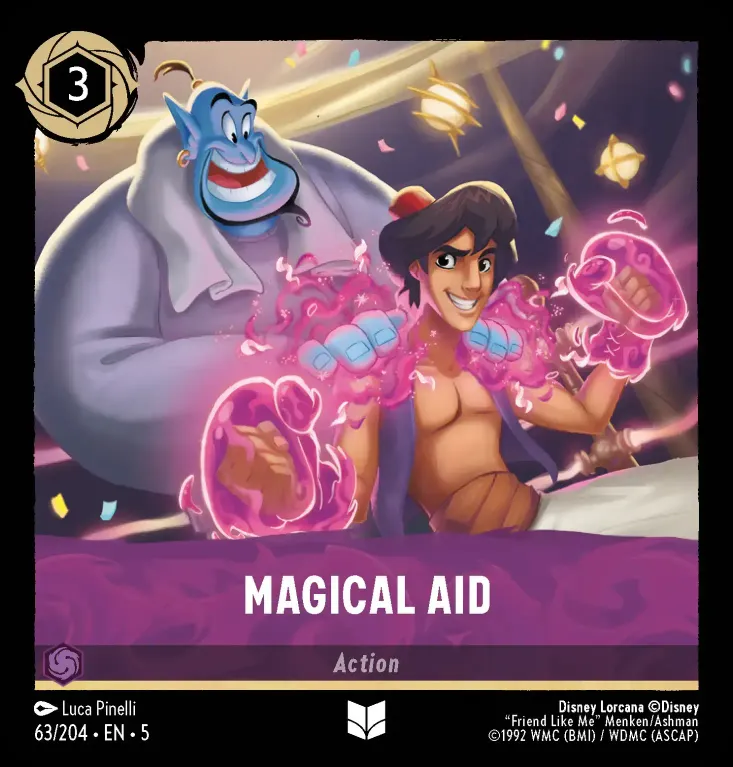 3
MAGICAL AID
Action
Luca Pinelli
63/204 • EN • 5
Disney Lorcana ©Disney
"Friend Like Me" Menken/Ashman
©1992 WMC (BMI) / WDMC (ASCAP)